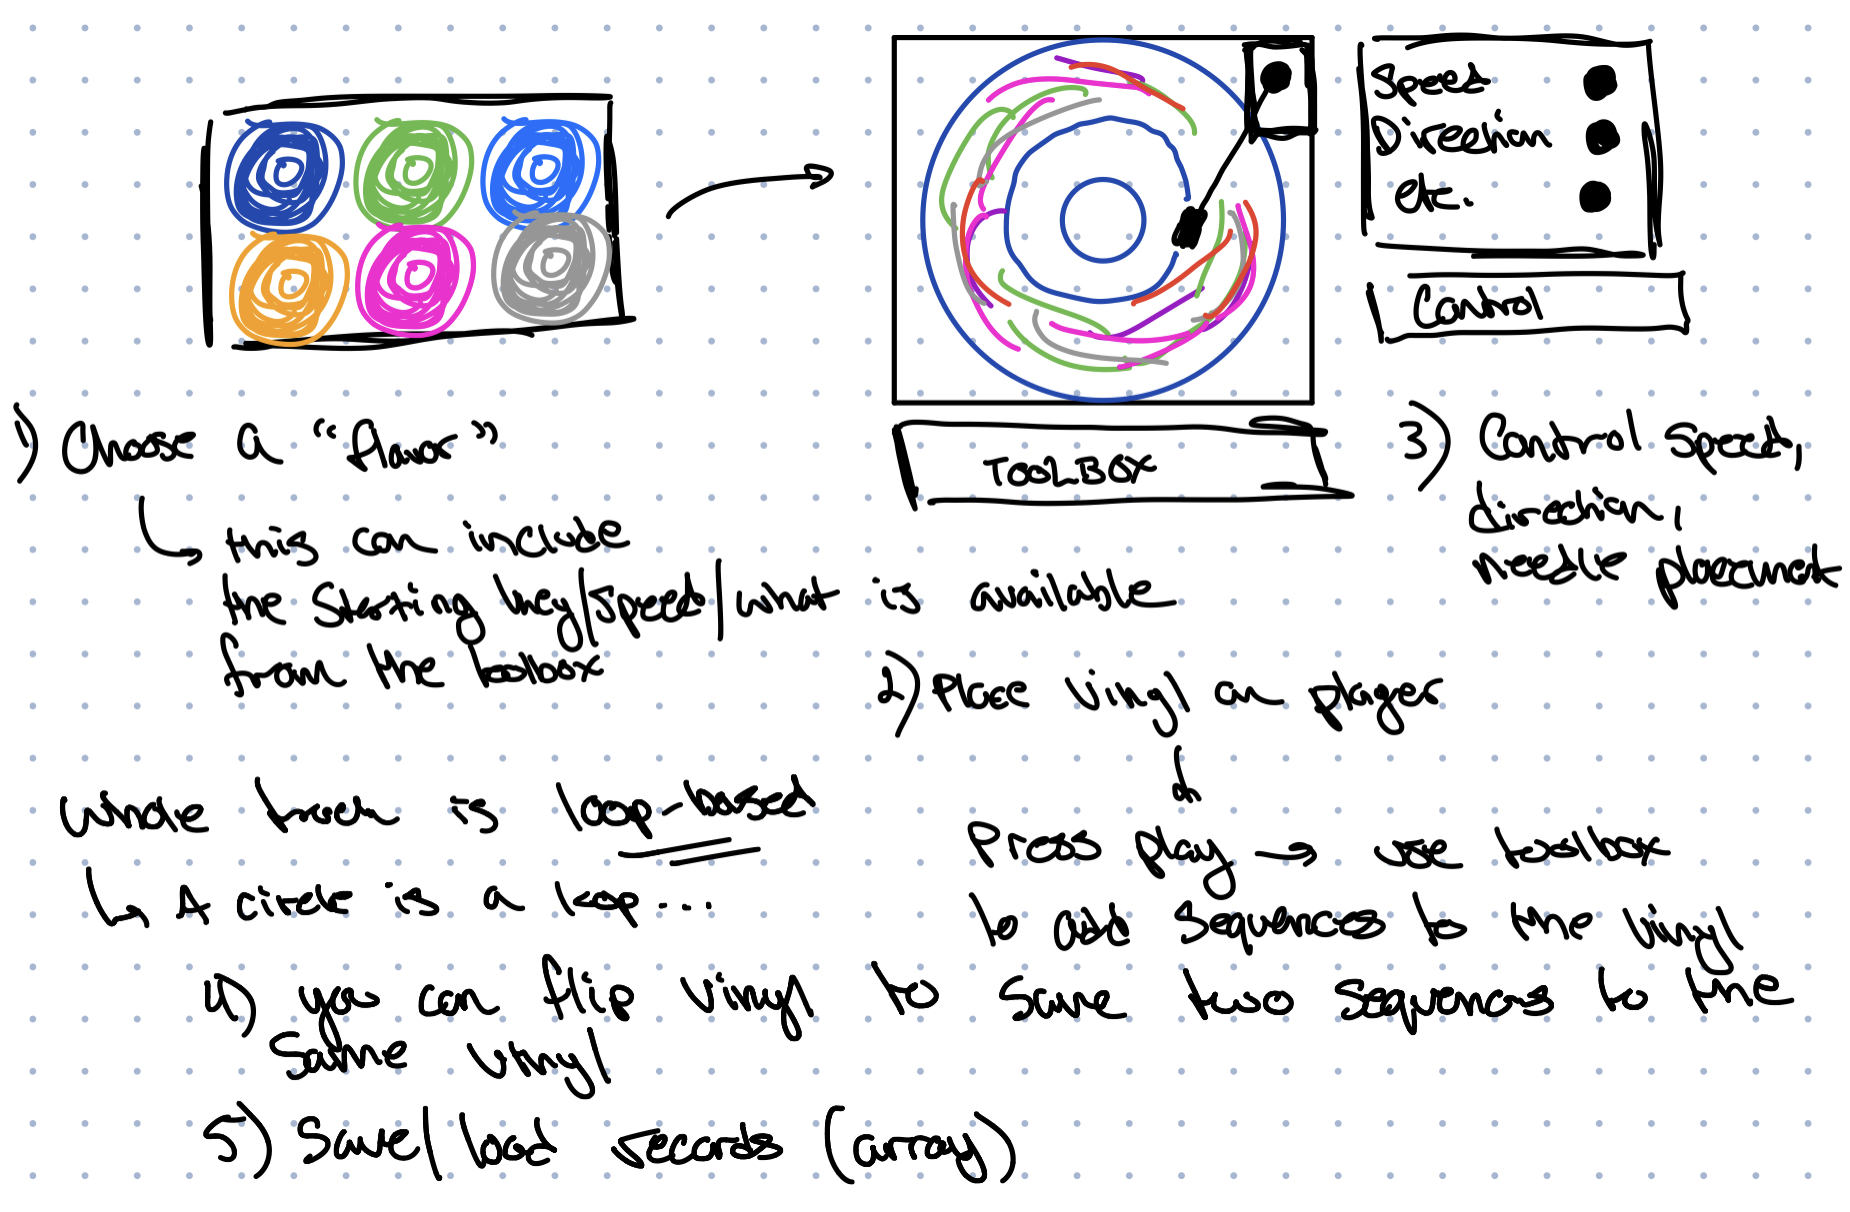 Speed
Direction
etc.
Control
TOOLBOX
1) Choose a "flavor"
this can include
the starting key/speed/what is available
from the toolbox
3) Control speed,
direction,
needle placement
2) Place vinyl on player
Press play → use toolbox
to add sequences to the vinyl
whole track is loop-based
A circle is a loop...
4) you can flip vinyl to save two sequences to the
same vinyl
5) Save/load records (array)